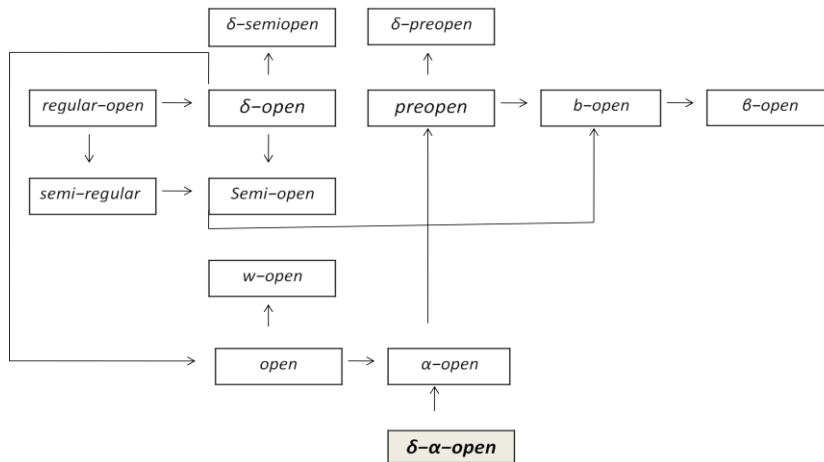 δ−semiopen
δ−preopen
regular−open
δ−open
preopen
b−open
β−open
semi−regular
Semi−open
w−open
open
α−open
δ−α−open